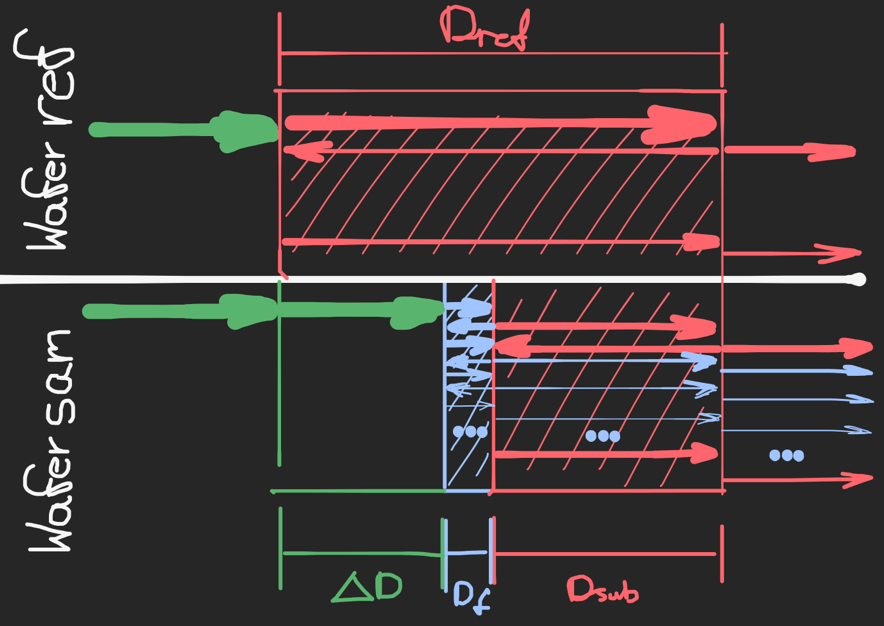 Dref
Wafer ref
Wafer sam
ΔD
Df
Dsub